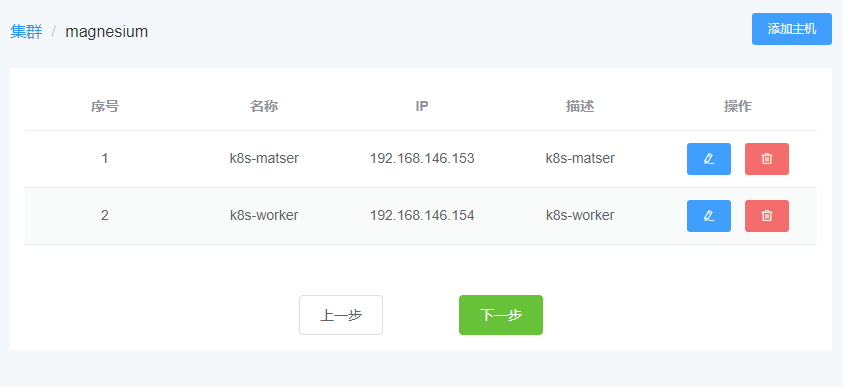 集群 / magnesium 添加主机
序号 名称 IP 描述 操作
1 k8s-matser 192.168.146.153 k8s-matser
2 k8s-worker 192.168.146.154 k8s-worker
上一步 下一步